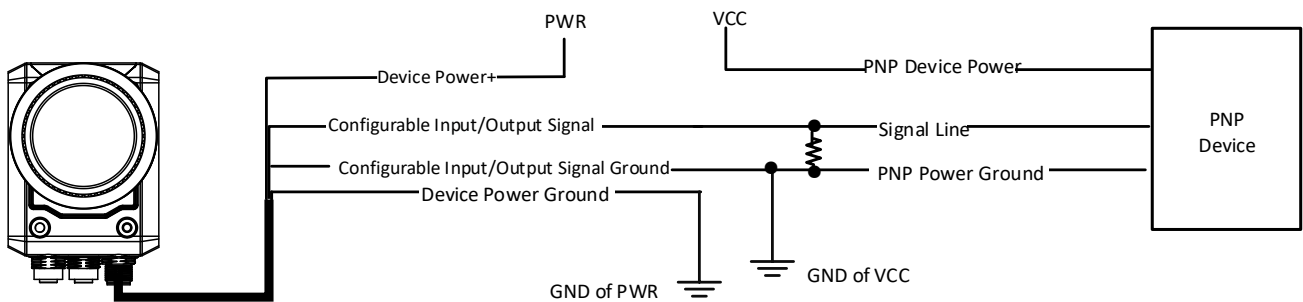 PWR
VCC
Device Power+
PNP Device Power
Configurable Input/Output Signal
Signal Line
PNP
Device
Configurable Input/Output Signal Ground
PNP Power Ground
Device Power Ground
GND of VCC
GND of PWR